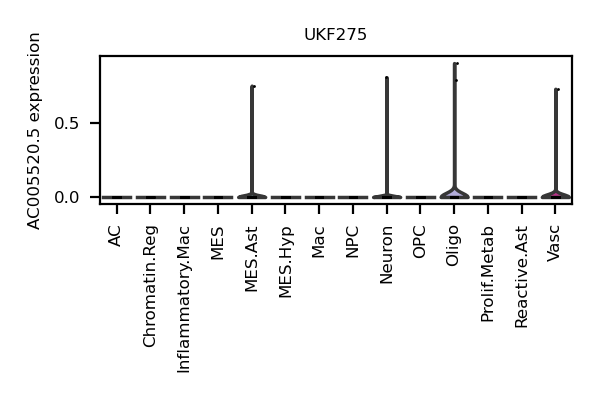 UKF275
AC005520.5 expression
0.5
0.0
AC
Chromatin.Reg
Inflammatory.Mac
MES
MES.Ast
MES.Hyp
Mac
NPC
Neuron
OPC
Oligo
Prolif.Metab
Reactive.Ast
Vasc